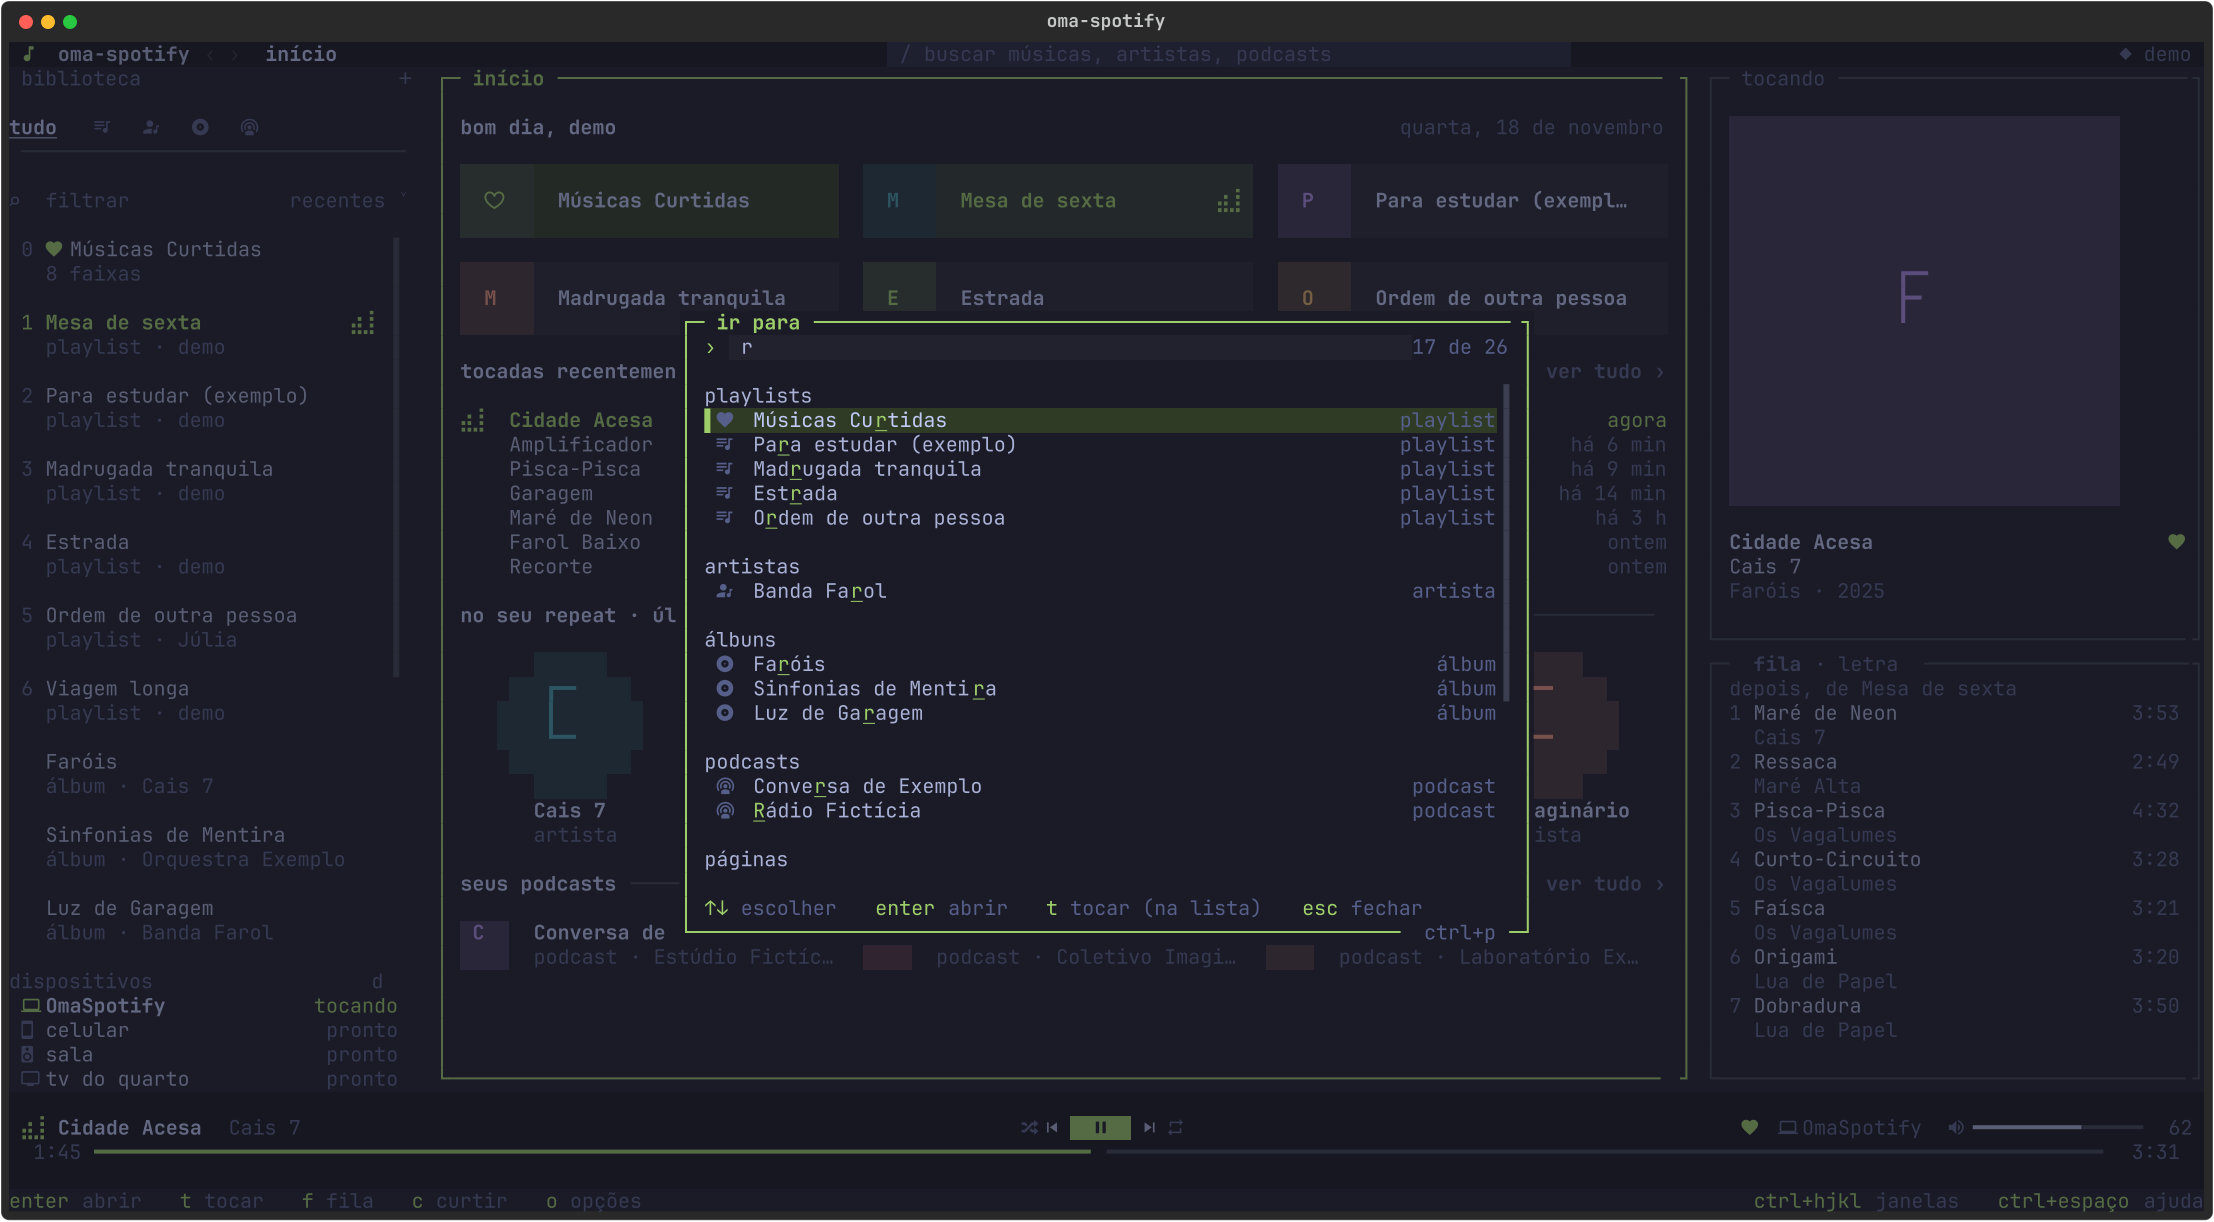 oma-spotify
oma-spotify ‹ › início
/ buscar músicas, artistas, podcasts
◆ demo
biblioteca +
tudo
filtrar recentes ˅
0 Músicas Curtidas
8 faixas
1 Mesa de sexta
playlist · demo
2 Para estudar (exemplo)
playlist · demo
3 Madrugada tranquila
playlist · demo
4 Estrada
playlist · demo
5 Ordem de outra pessoa
playlist · Júlia
6 Viagem longa
playlist · demo
Faróis
álbum · Cais 7
Sinfonias de Mentira
álbum · Orquestra Exemplo
Luz de Garagem
álbum · Banda Farol
dispositivos d
OmaSpotify tocando
celular pronto
sala pronto
tv do quarto pronto
início
bom dia, demo quarta, 18 de novembro
Músicas Curtidas
M Mesa de sexta
P Para estudar (exempl…
M Madrugada tranquila
E Estrada
O Ordem de outra pessoa
tocadas recentemen ver tudo ›
Cidade Acesa agora
Amplificador há 6 min
Pisca-Pisca há 9 min
Garagem há 14 min
Maré de Neon há 3 h
Farol Baixo ontem
Recorte ontem
no seu repeat · úl
C
Cais 7
artista
aginário
ista
seus podcasts ver tudo ›
C Conversa de
podcast · Estúdio Fictíc…
podcast · Coletivo Imagi…
podcast · Laboratório Ex…
ir para
› r 17 de 26
playlists
Músicas Curtidas playlist
Para estudar (exemplo) playlist
Madrugada tranquila playlist
Estrada playlist
Ordem de outra pessoa playlist
artistas
Banda Farol artista
álbuns
Faróis álbum
Sinfonias de Mentira álbum
Luz de Garagem álbum
podcasts
Conversa de Exemplo podcast
Rádio Fictícia podcast
páginas
↑↓ escolher enter abrir t tocar (na lista) esc fechar
ctrl+p
tocando
F
Cidade Acesa
Cais 7
Faróis · 2025
fila · letra
depois, de Mesa de sexta
1 Maré de Neon 3:53
Cais 7
2 Ressaca 2:49
Maré Alta
3 Pisca-Pisca 4:32
Os Vagalumes
4 Curto-Circuito 3:28
Os Vagalumes
5 Faísca 3:21
Os Vagalumes
6 Origami 3:20
Lua de Papel
7 Dobradura 3:50
Lua de Papel
Cidade Acesa Cais 7
OmaSpotify 62
1:45 3:31
enter abrir t tocar f fila c curtir o opções
ctrl+hjkl janelas ctrl+espaço ajuda